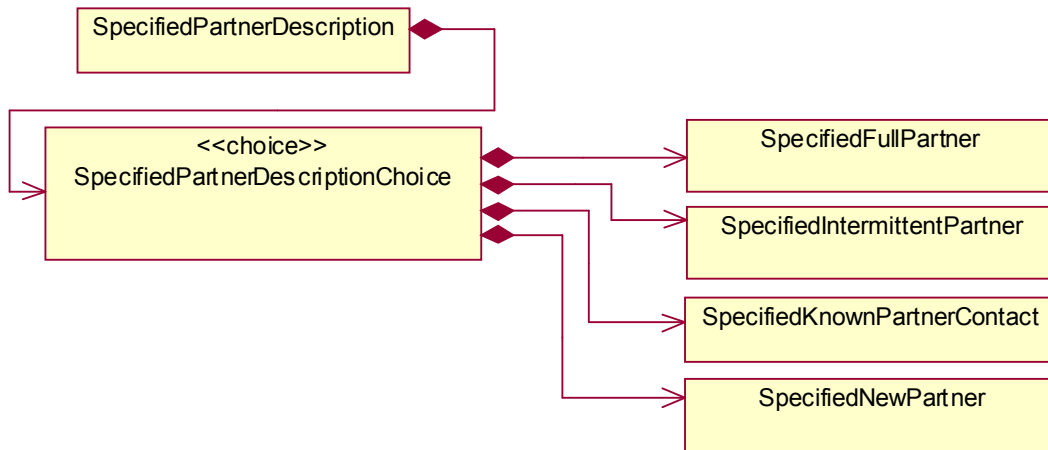 SpecifiedPartnerDescription
<<choice>>
SpecifiedPartnerDescriptionChoice
SpecifiedFullPartner
SpecifiedIntermittentPartner
SpecifiedKnownPartnerContact
SpecifiedNewPartner